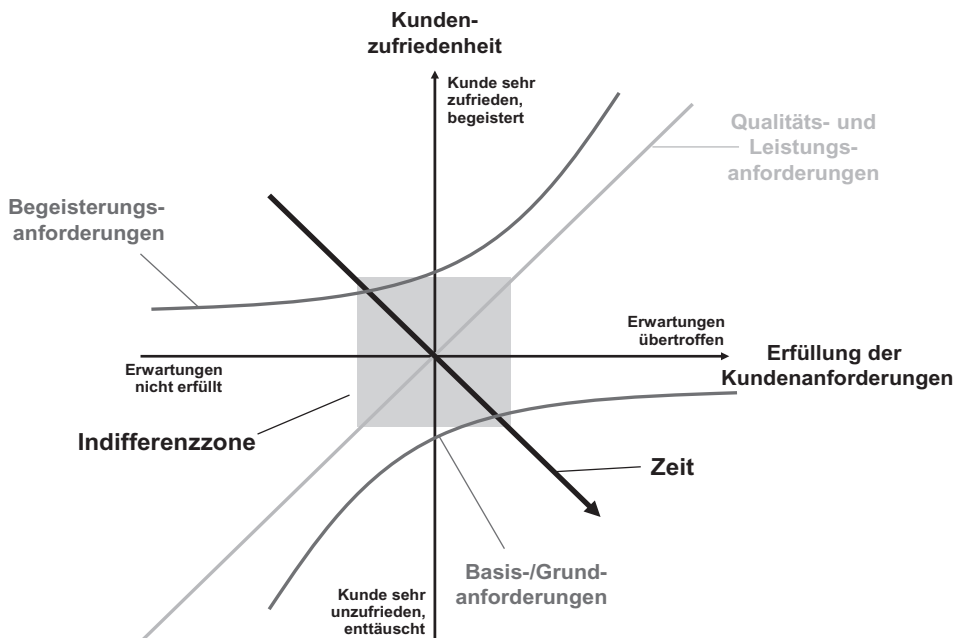 Kunden-
zufriedenheit
Kunde sehr
zufrieden,
begeistert
Qualitäts- und
Leistungs-
anforderungen
Begeisterungs-
anforderungen
Erwartungen
übertroffen
Erfüllung der
Kundenanforderungen
Erwartungen
nicht erfüllt
Indifferenzzone
Zeit
Basis-/Grund-
anforderungen
Kunde sehr
unzufrieden,
enttäuscht